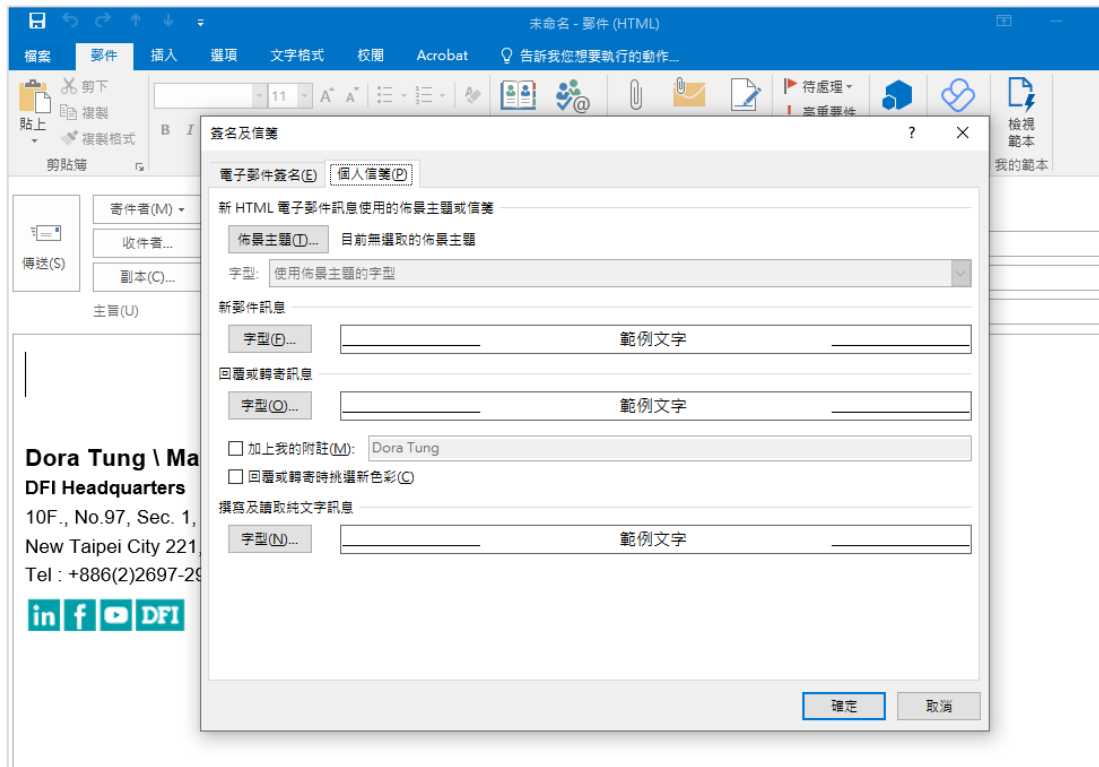 未命名 - 郵件 (HTML)
檔案 郵件 插入 選項 文字格式 校閱 Acrobat 告訴我您想要執行的動作...
貼上
剪下
複製
複製格式
剪貼簿
11
B I
待處理
高重要性
檢視
範本
我的範本
傳送(S)
寄件者(M)
收件者...
副本(C)...
主旨(U)
簽名及信箋
電子郵件簽名(E) 個人信箋(P)
新 HTML 電子郵件訊息使用的佈景主題或信箋
佈景主題(T)... 目前無選取的佈景主題
字型: 使用佈景主題的字型
新郵件訊息
字型(F)... 範例文字
回覆或轉寄訊息
字型(O)... 範例文字
加上我的附註(M): Dora Tung
回覆或轉寄時挑選新色彩(C)
撰寫及讀取純文字訊息
字型(N)... 範例文字
確定 取消
Dora Tung \ Ma
DFI Headquarters
10F., No.97, Sec. 1,
New Taipei City 221,
Tel : +886(2)2697-29
in f DFI